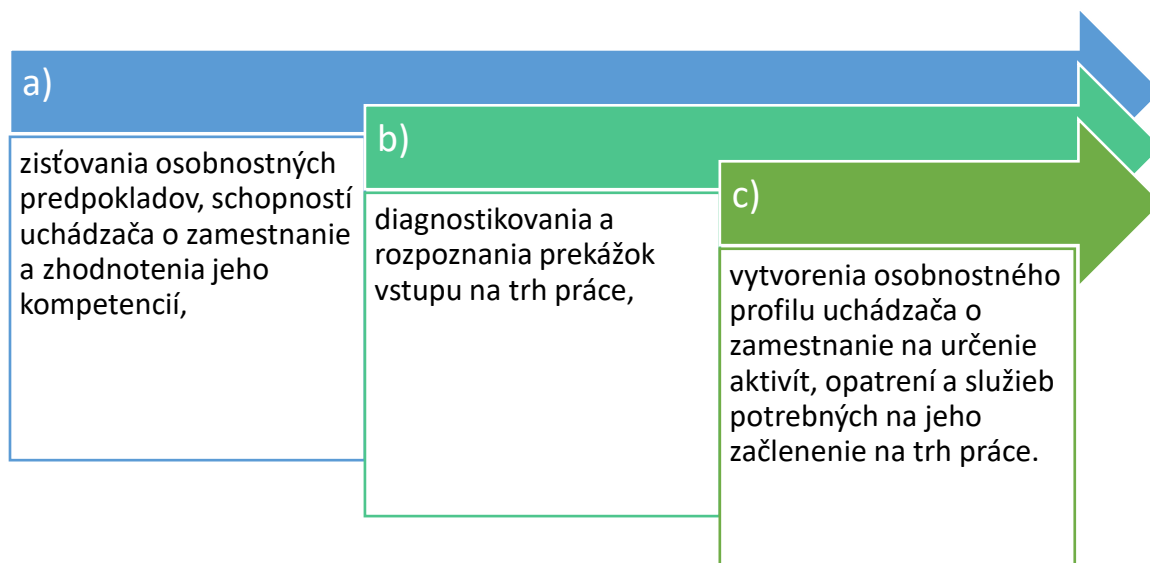 a)
zisťovania osobnostných
predpokladov, schopností
uchádzača o zamestnanie
a zhodnotenia jeho
kompetencií,
b)
diagnostikovania a
rozpoznania prekážok
vstupu na trh práce,
c)
vytvorenia osobnostného
profilu uchádzača o
zamestnanie na určenie
aktivít, opatrení a služieb
potrebných na jeho
začlenenie na trh práce.